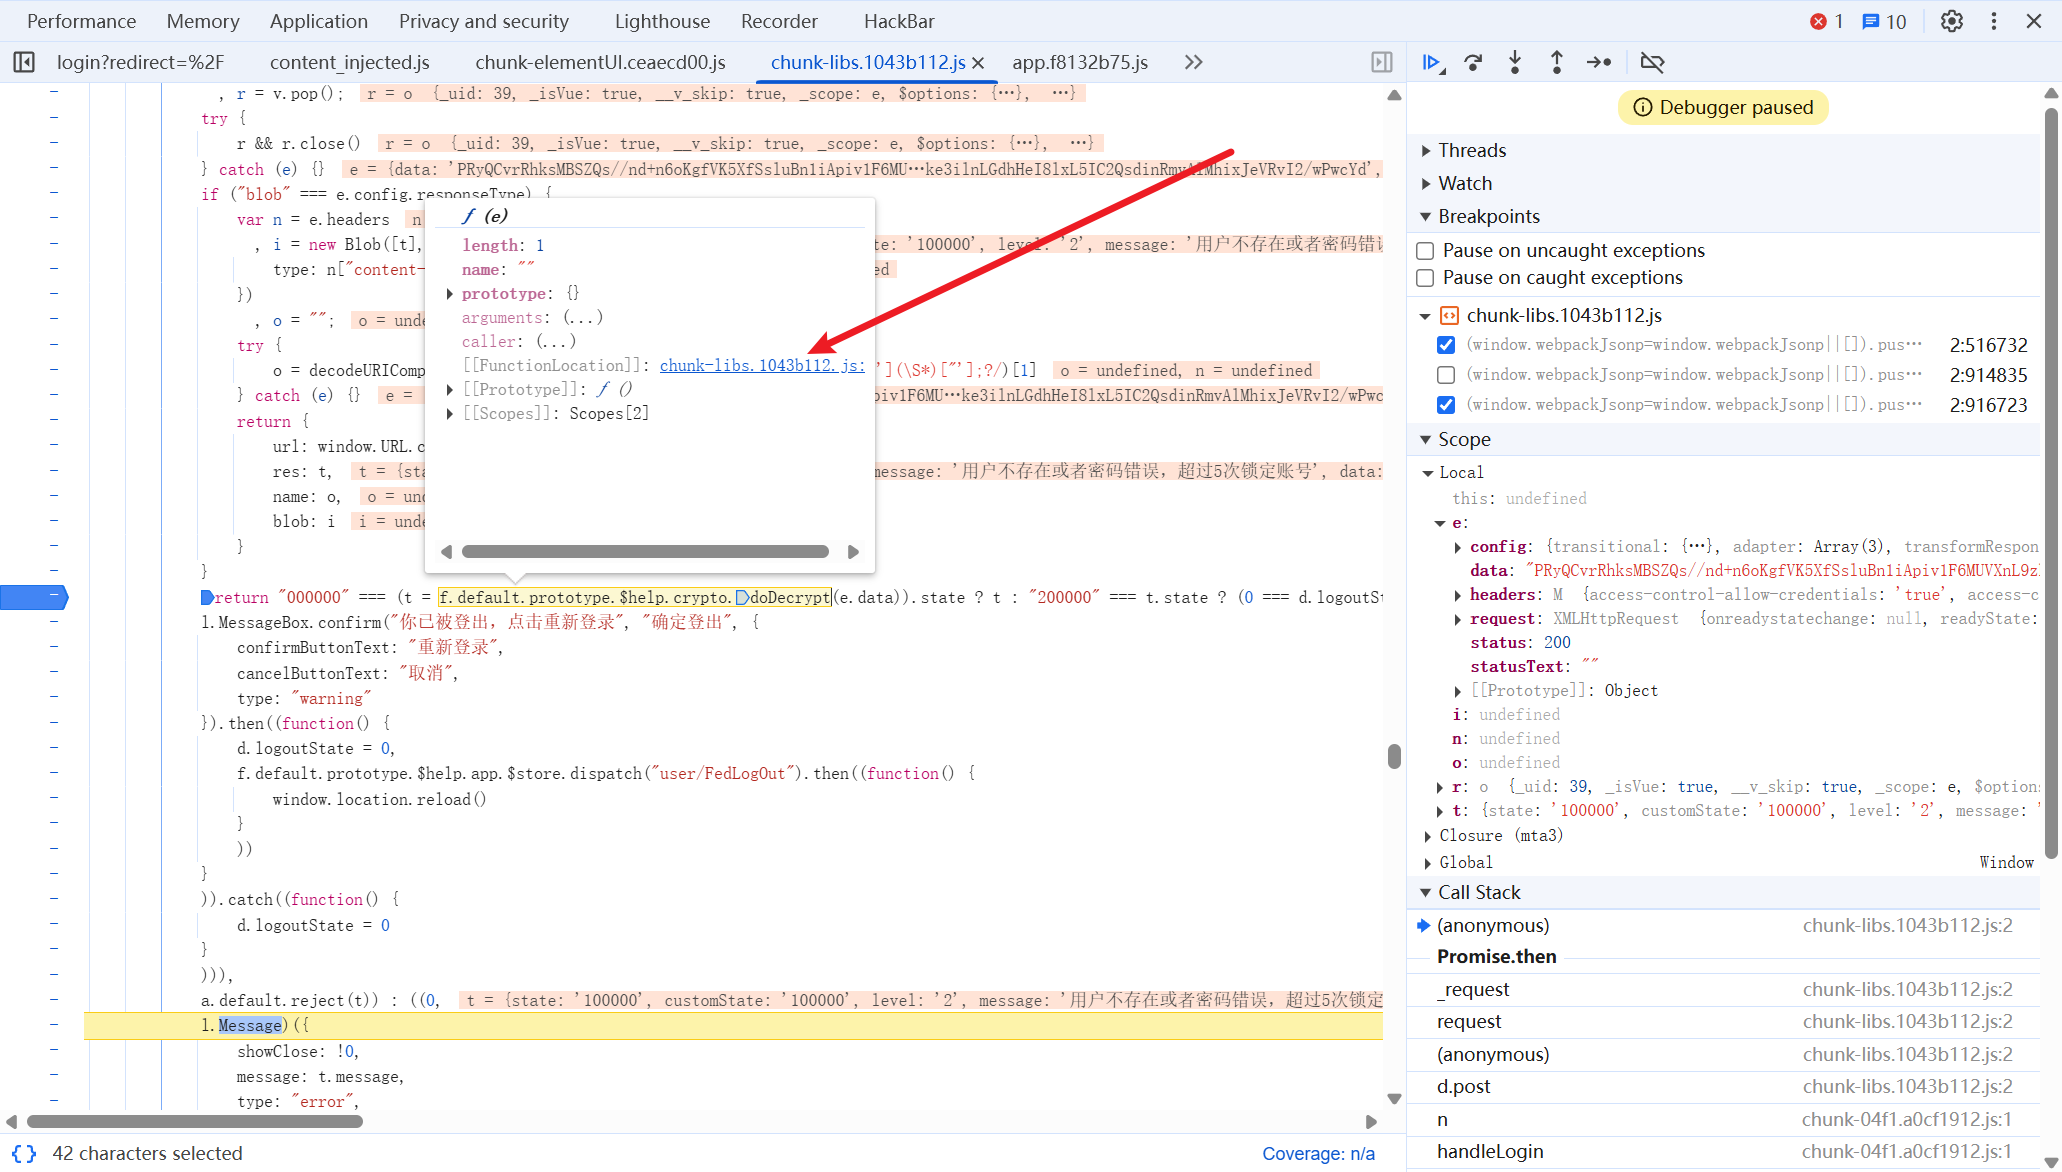 Performance Memory Application Privacy and security Lighthouse Recorder HackBar 1 10
login?redirect=%2F content_injected.js chunk-elementUI.ceaecd00.js chunk-libs.1043b112.js app.f8132b75.js
, r = v.pop(); r = o {_uid: 39, _isVue: true, __v_skip: true, _scope: e, $options: {…}, …}
try {
r && r.close() r = o {_uid: 39, _isVue: true, __v_skip: true, _scope: e, $options: {…}, …}
} catch (e) {} e = {data: 'PRyQCvrRhksMBSZQs//nd+n6oKgfVK5XfSsluBn1iApiv1F6MU…ke3ilnLGdhHeI8lxL5IC2QsdinRmvAlMhixJeVRvI2/wPwcYd',
if ("blob" === e.config.responseType) {
var n = e.headers n
, i = new Blob([t], te: '100000', level: '2', message: '用户不存在或者密码错误
type: n["content- ed
})
, o = ""; o = unde
try {
o = decodeURIComp '](\S*)["'];?/)[1] o = undefined, n = undefined
} catch (e) {} e = piv1F6MU…ke3ilnLGdhHeI8lxL5IC2QsdinRmvAlMhixJeVRvI2/wPwc
return {
url: window.URL.c
res: t, t = {sta message: '用户不存在或者密码错误，超过5次锁定账号', data:
name: o, o = und
blob: i i = unde
}
}
return "000000" === (t = f.default.prototype.$help.crypto.doDecrypt(e.data)).state ? t : "200000" === t.state ? (0 === d.logoutSt
l.MessageBox.confirm("你已被登出，点击重新登录", "确定登出", {
confirmButtonText: "重新登录",
cancelButtonText: "取消",
type: "warning"
}).then((function() {
d.logoutState = 0,
f.default.prototype.$help.app.$store.dispatch("user/FedLogOut").then((function() {
window.location.reload()
}
))
}
)).catch((function() {
d.logoutState = 0
}
))),
a.default.reject(t)) : ((0, t = {state: '100000', customState: '100000', level: '2', message: '用户不存在或者密码错误，超过5次锁定
l.Message)({
showClose: !0,
message: t.message,
type: "error",
42 characters selected Coverage: n/a
ƒ (e)
length: 1
name: ""
prototype: {}
arguments: (...)
caller: (...)
[[FunctionLocation]]: chunk-libs.1043b112.js:
[[Prototype]]: ƒ ()
[[Scopes]]: Scopes[2]
Debugger paused
Threads
Watch
Breakpoints
Pause on uncaught exceptions
Pause on caught exceptions
chunk-libs.1043b112.js
(window.webpackJsonp=window.webpackJsonp||[]).pus… 2:516732
(window.webpackJsonp=window.webpackJsonp||[]).pus… 2:914835
(window.webpackJsonp=window.webpackJsonp||[]).pus… 2:916723
Scope
Local
this: undefined
e:
config: {transitional: {…}, adapter: Array(3), transformRespon
data: "PRyQCvrRhksMBSZQs//nd+n6oKgfVK5XfSsluBn1iApiv1F6MUVXnL9z
headers: M {access-control-allow-credentials: 'true', access-c
request: XMLHttpRequest {onreadystatechange: null, readyState:
status: 200
statusText: ""
[[Prototype]]: Object
i: undefined
n: undefined
o: undefined
r: o {_uid: 39, _isVue: true, __v_skip: true, _scope: e, $option
t: {state: '100000', customState: '100000', level: '2', message: '
Closure (mta3)
Global Window
Call Stack
(anonymous) chunk-libs.1043b112.js:2
Promise.then
_request chunk-libs.1043b112.js:2
request chunk-libs.1043b112.js:2
(anonymous) chunk-libs.1043b112.js:2
d.post chunk-libs.1043b112.js:2
n chunk-04f1.a0cf1912.js:1
handleLogin chunk-04f1.a0cf1912.js:1